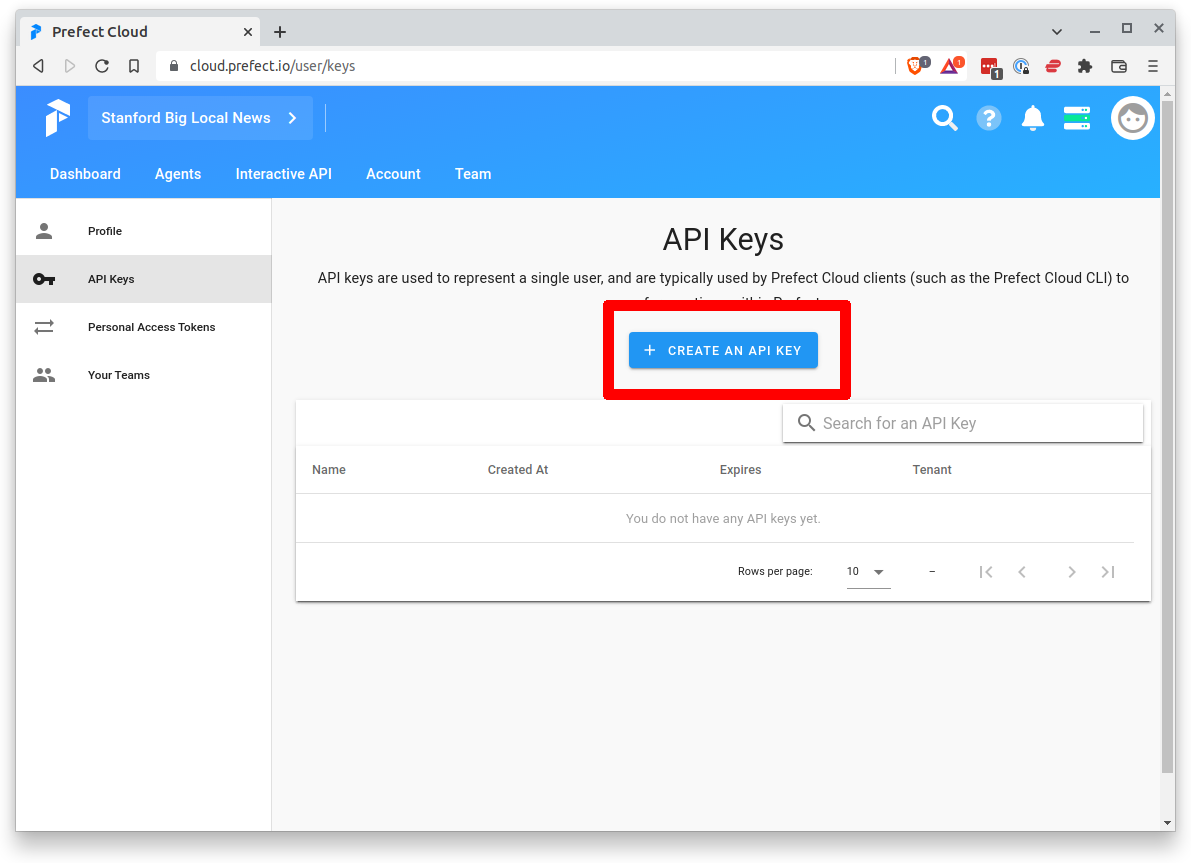 Prefect Cloud
cloud.prefect.io/user/keys
1
1
1
Stanford Big Local News
?
Dashboard Agents Interactive API Account Team
Profile
API Keys
Personal Access Tokens
Your Teams
API Keys
API keys are used to represent a single user, and are typically used by Prefect Cloud clients (such as the Prefect Cloud CLI) to
CREATE AN API KEY
Search for an API Key
Name Created At Expires Tenant
You do not have any API keys yet.
Rows per page: 10 –